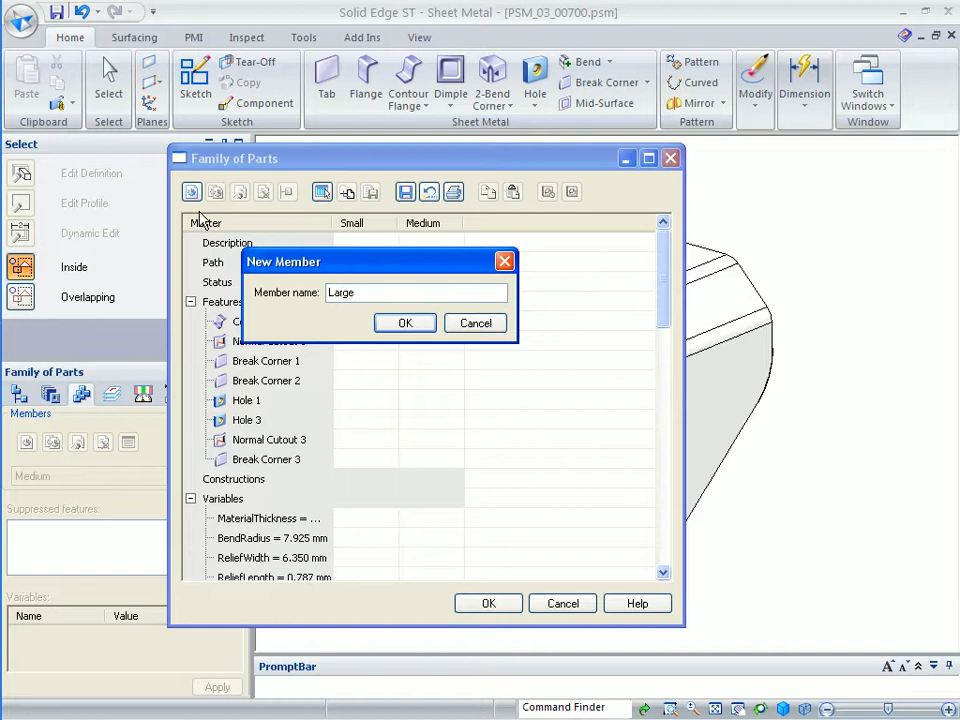 Solid Edge ST - Sheet Metal - [PSM_03_00700.psm]
Home Surfacing PMI Inspect Tools Add Ins View
Paste
Select
Sketch
Tear-Off
Copy
Component
Tab
Flange
Contour Flange
Dimple
2-Bend Corner
Hole
Bend
Break Corner
Mid-Surface
Pattern
Curved
Mirror
Modify
Dimension
Switch Windows
Clipboard Select Planes Sketch Sheet Metal Pattern Window
Select
Edit Definition
Edit Profile
Dynamic Edit
Inside
Overlapping
Family of Parts
Members
Medium
Suppressed features:
Variables:
Name Value
Apply
Family of Parts
Master Small Medium
Description
Path
Status
Features
New Member
Member name: Large
OK Cancel
Break Corner 1
Break Corner 2
Hole 1
Hole 3
Normal Cutout 3
Break Corner 3
Constructions
Variables
MaterialThickness = ...
BendRadius = 7.925 mm
ReliefWidth = 6.350 mm
ReliefLength = 0.787 mm
OK Cancel Help
PromptBar
Command Finder